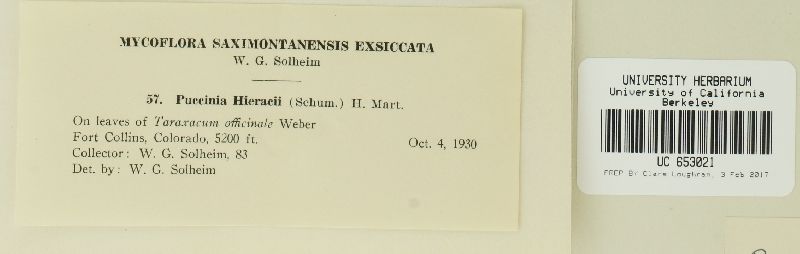 MYCOFLORA SAXIMONTANENSIS EXSICCATA
W. G. Solheim
57. Puccinia Hieracii (Schum.) H. Mart.
On leaves of Taraxacum officinale Weber
Fort Collins, Colorado, 5200 ft.
Oct. 4, 1930
Collector: W. G. Solheim, 83
Det. by: W. G. Solheim
UNIVERSITY HERBARIUM
University of California
Berkeley
UC 653021
PREP By Clare Loughran, 3 Feb 2017